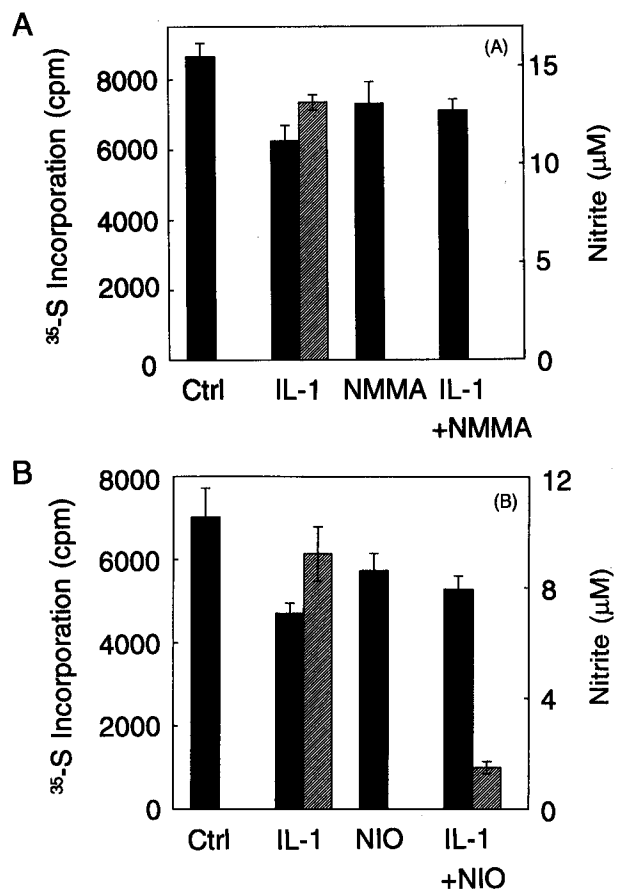 A
(A)
³⁵-S Incorporation (cpm)
8000
6000
4000
2000
0
15
10
5
0
Nitrite (μM)
Ctrl IL-1 NMMA IL-1
+NMMA
B
(B)
³⁵-S Incorporation (cpm)
8000
6000
4000
2000
0
12
8
4
0
Nitrite (μM)
Ctrl IL-1 NIO IL-1
+NIO